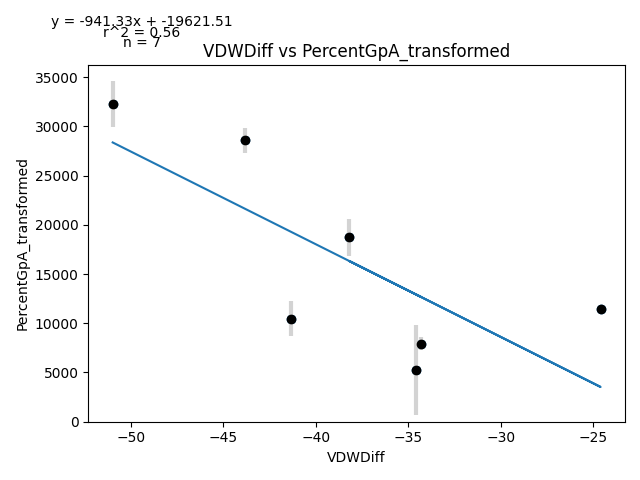 y = -941.33x + -19621.51
r^2 = 0.56
n = 7
VDWDiff vs PercentGpA_transformed
PercentGpA_transformed
35000
30000
25000
20000
15000
10000
5000
0
−50
−45
−40
−35
−30
−25
VDWDiff